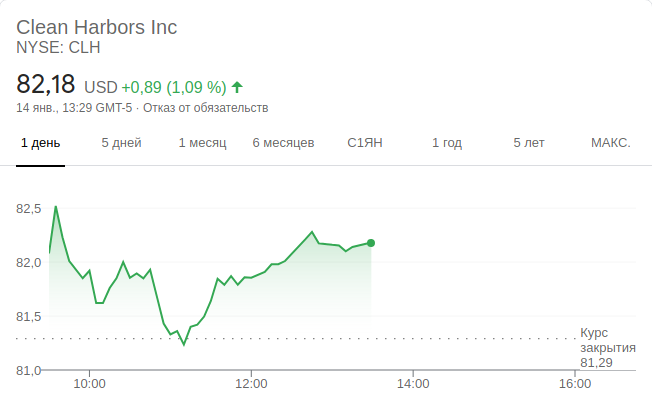 Clean Harbors Inc
NYSE: CLH
82,18 USD +0,89 (1,09 %)
14 янв., 13:29 GMT-5 · Отказ от обязательств
1 день 5 дней 1 месяц 6 месяцев С1ЯН 1 год 5 лет МАКС.
82,5
82,0
81,5
81,0
Курс
закрытия
81,29
10:00 12:00 14:00 16:00